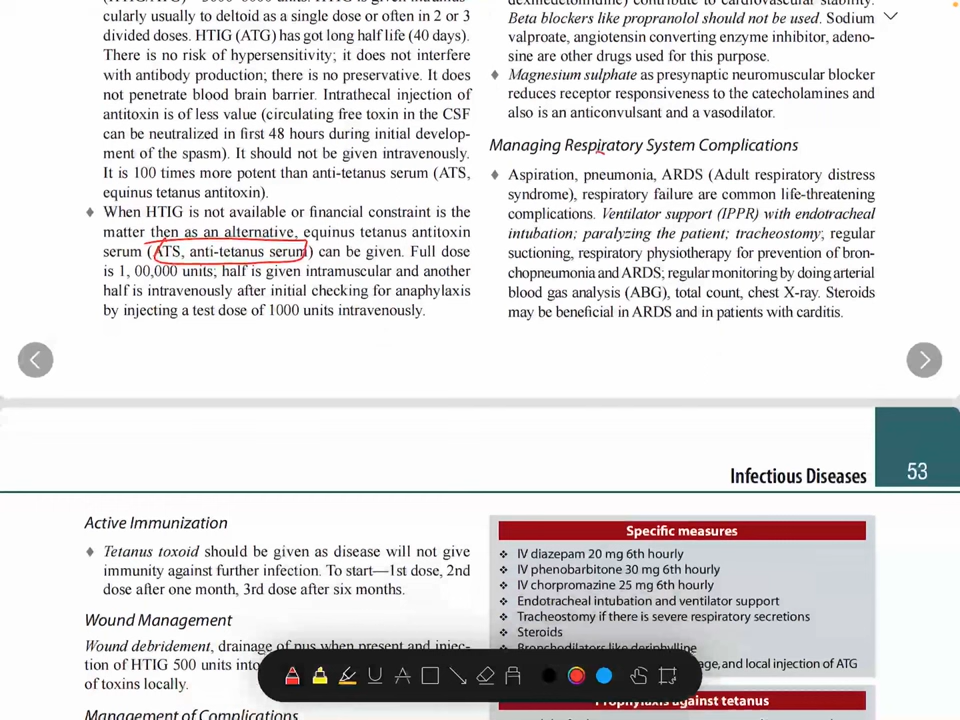 cularly usually to deltoid as a single dose or often in 2 or 3
divided doses. HTIG (ATG) has got long half life (40 days).
There is no risk of hypersensitivity; it does not interfere
with antibody production; there is no preservative. It does
not penetrate blood brain barrier. Intrathecal injection of
antitoxin is of less value (circulating free toxin in the CSF
can be neutralized in first 48 hours during initial develop-
ment of the spasm). It should not be given intravenously.
It is 100 times more potent than anti-tetanus serum (ATS,
equinus tetanus antitoxin).
♦ When HTIG is not available or financial constraint is the
matter then as an alternative, equinus tetanus antitoxin
serum (ATS, anti-tetanus serum) can be given. Full dose
is 1, 00,000 units; half is given intramuscular and another
half is intravenously after initial checking for anaphylaxis
by injecting a test dose of 1000 units intravenously.
Beta blockers like propranolol should not be used. Sodium
valproate, angiotensin converting enzyme inhibitor, adeno-
sine are other drugs used for this purpose.
♦ Magnesium sulphate as presynaptic neuromuscular blocker
reduces receptor responsiveness to the catecholamines and
also is an anticonvulsant and a vasodilator.
Managing Respiratory System Complications
♦ Aspiration, pneumonia, ARDS (Adult respiratory distress
syndrome), respiratory failure are common life-threatening
complications. Ventilator support (IPPR) with endotracheal
intubation; paralyzing the patient; tracheostomy; regular
suctioning, respiratory physiotherapy for prevention of bron-
chopneumonia and ARDS; regular monitoring by doing arterial
blood gas analysis (ABG), total count, chest X-ray. Steroids
may be beneficial in ARDS and in patients with carditis.
Infectious Diseases 53
Active Immunization
♦ Tetanus toxoid should be given as disease will not give
immunity against further infection. To start—1st dose, 2nd
dose after one month, 3rd dose after six months.
Wound Management
Wound debridement, drainage of pus when present and injec-
tion of HTIG 500 units into
of toxins locally.
Management of Complications
Specific measures
❖ IV diazepam 20 mg 6th hourly
❖ IV phenobarbitone 30 mg 6th hourly
❖ IV chorpromazine 25 mg 6th hourly
❖ Endotracheal intubation and ventilator support
❖ Tracheostomy if there is severe respiratory secretions
❖ Steroids
❖ Bronchodilators like deriphylline
and local injection of ATG
Prophylaxis against tetanus